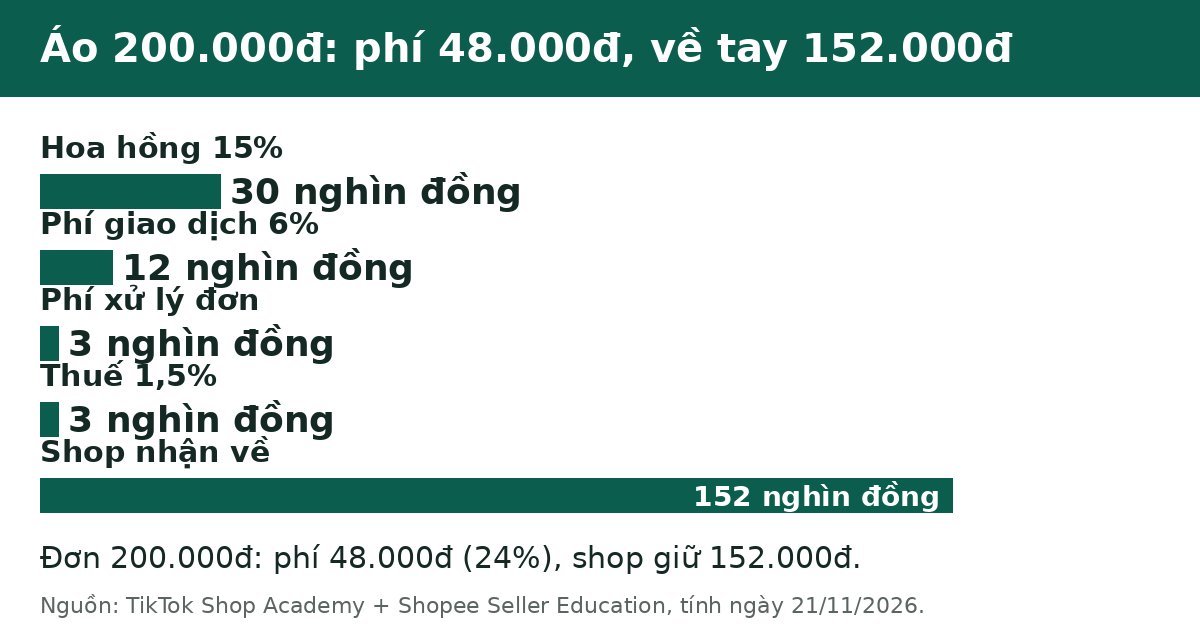 Áo 200.000đ: phí 48.000đ, về tay 152.000đ
Hoa hồng 15%
30 nghìn đồng
Phí giao dịch 6%
12 nghìn đồng
Phí xử lý đơn
3 nghìn đồng
Thuế 1,5%
3 nghìn đồng
Shop nhận về
152 nghìn đồng
Đơn 200.000đ: phí 48.000đ (24%), shop giữ 152.000đ.
Nguồn: TikTok Shop Academy + Shopee Seller Education, tính ngày 21/11/2026.